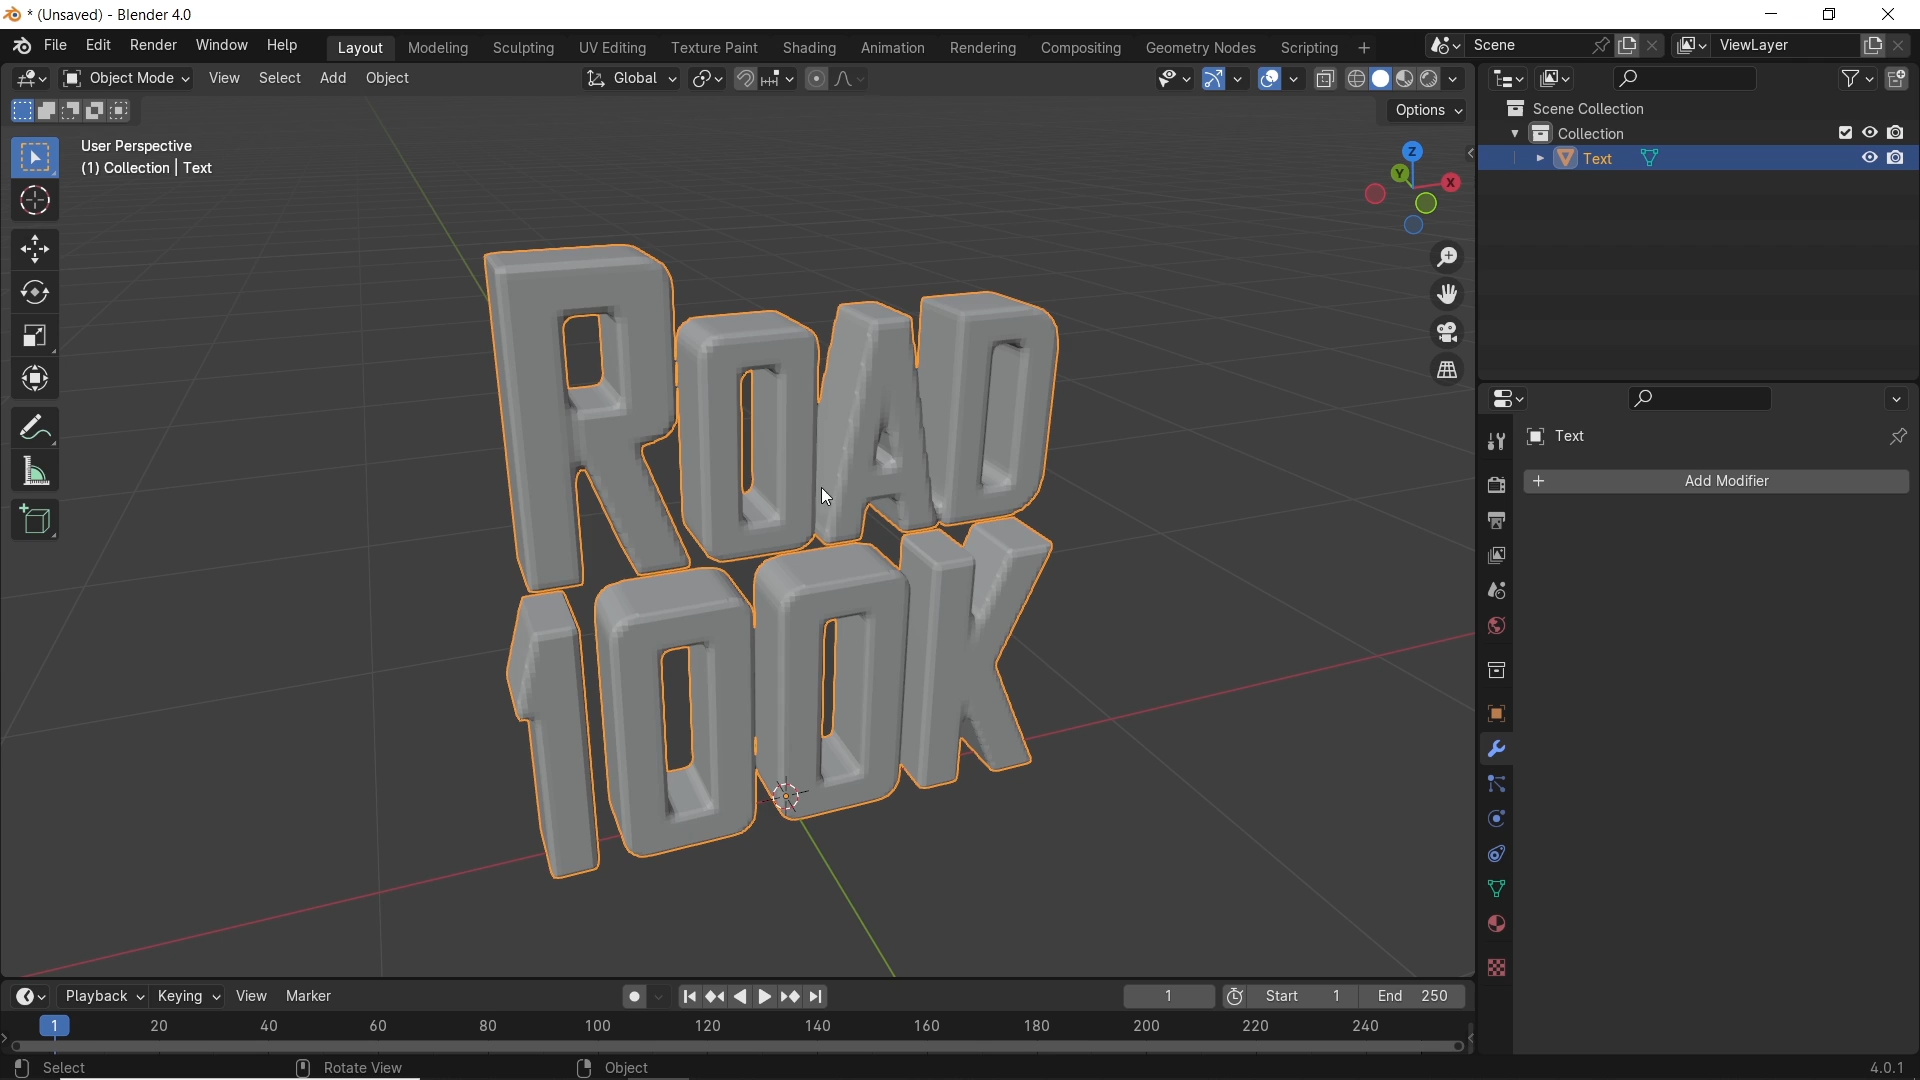 * (Unsaved) - Blender 4.0
File Edit Render Window Help Layout Modeling Sculpting UV Editing Texture Paint Shading Animation Rendering Compositing Geometry Nodes Scripting + Scene ViewLayer
Object Mode View Select Add Object Global
Options
User Perspective
(1) Collection | Text
Z
Y
X
Scene Collection
Collection
Text
Text
+ Add Modifier
ROAD
100K
Playback Keying View Marker 1 Start 1 End 250
1 20 40 60 80 100 120 140 160 180 200 220 240
Select Rotate View Object 4.0.1